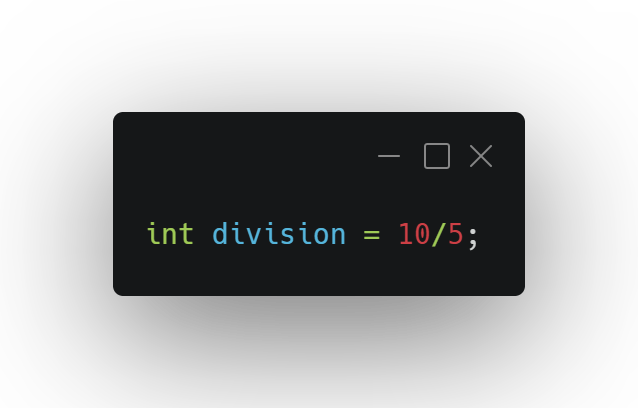 int division = 10/5;